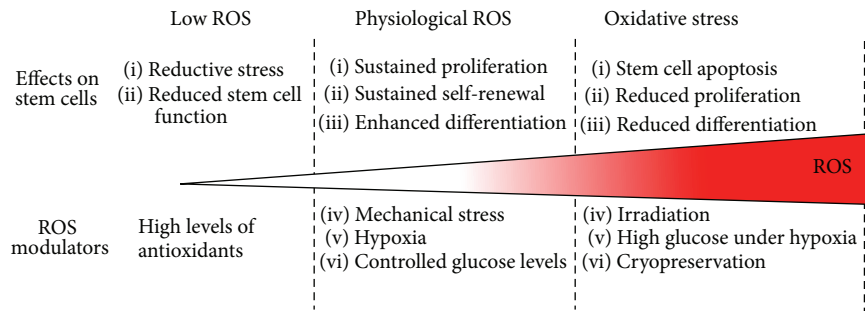 Low ROS
Physiological ROS
Oxidative stress
Effects on
stem cells
(i) Reductive stress
(ii) Reduced stem cell
function
(i) Sustained proliferation
(ii) Sustained self-renewal
(iii) Enhanced differentiation
(i) Stem cell apoptosis
(ii) Reduced proliferation
(iii) Reduced differentiation
ROS
ROS
modulators
High levels of
antioxidants
(iv) Mechanical stress
(v) Hypoxia
(vi) Controlled glucose levels
(iv) Irradiation
(v) High glucose under hypoxia
(vi) Cryopreservation